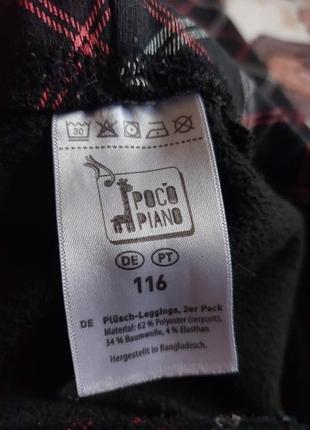 30
POCO
PIANO
DE PT
116
DE Plüsch-Leggings, 2er Pack
Material: 62 % Polyester (recycelt),
34 % Baumwolle, 4 % Elasthan
Hergestellt in Bangladesch.